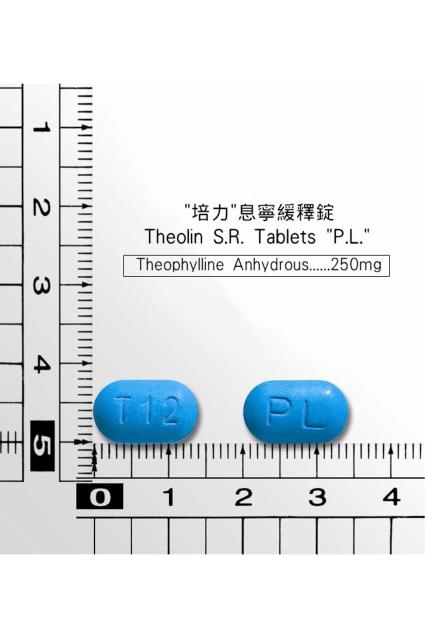 "培力"息寧緩釋錠
Theolin S.R. Tablets "P.L."
Theophylline Anhydrous......250mg
1
2
3
4
5
T12 PL
0 1 2 3 4